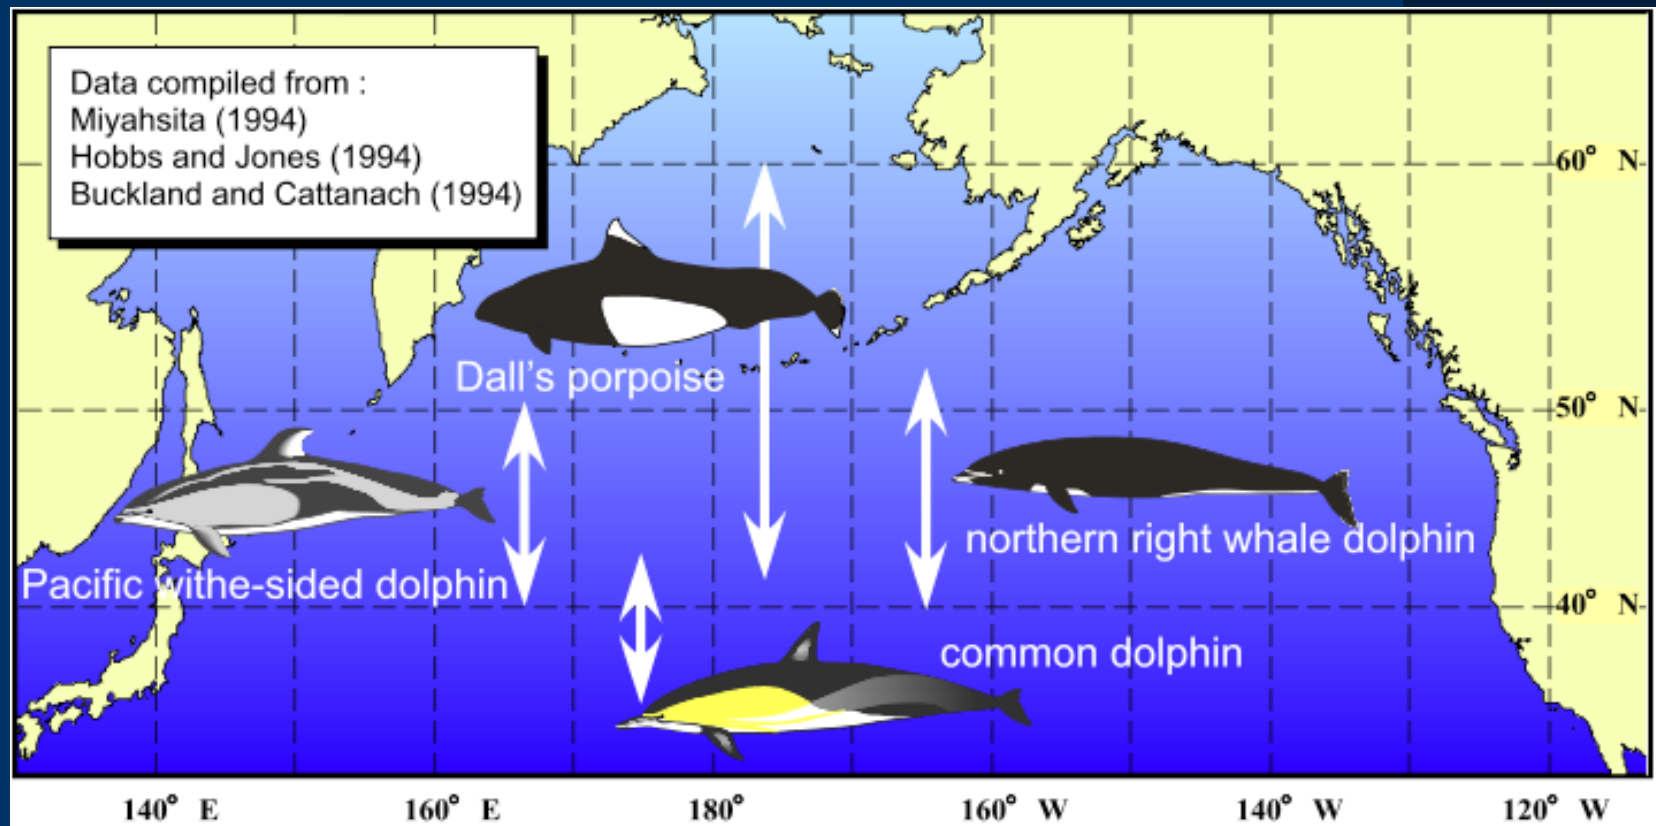 Data compiled from :
Miyahsita (1994)
Hobbs and Jones (1994)
Buckland and Cattanach (1994)
60° N
Dall's porpoise
50° N
northern right whale dolphin
Pacific withe-sided dolphin
40° N
common dolphin
140° E 160° E 180° 160° W 140° W 120° W